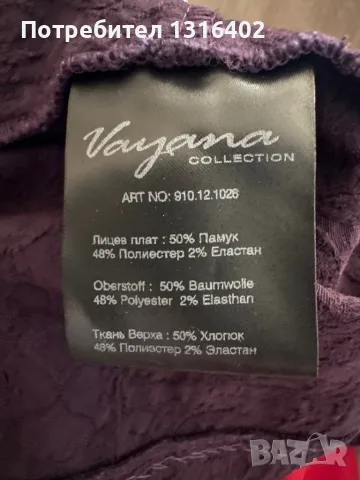 Потребител 1316402
Vayana
COLLECTION
ART NO: 910.12.1026
Лицев плат : 50% Памук
48% Полиестер 2% Еластан
Oberstoff : 50% Baumwolle
48% Polyester 2% Elasthan
Ткань Верха : 50% Хлопок
48% Полиэстер 2% Эластан
BAZAR